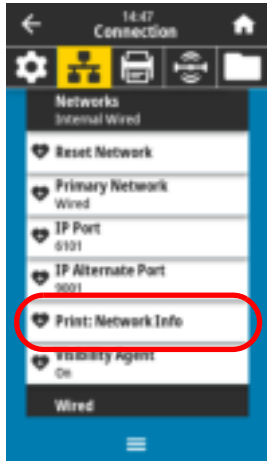 14:47
Connection
Networks
Internal Wired
Reset Network
Primary Network
Wired
IP Port
6101
IP Alternate Port
9001
Print: Network Info
Visibility Agent
On
Wired